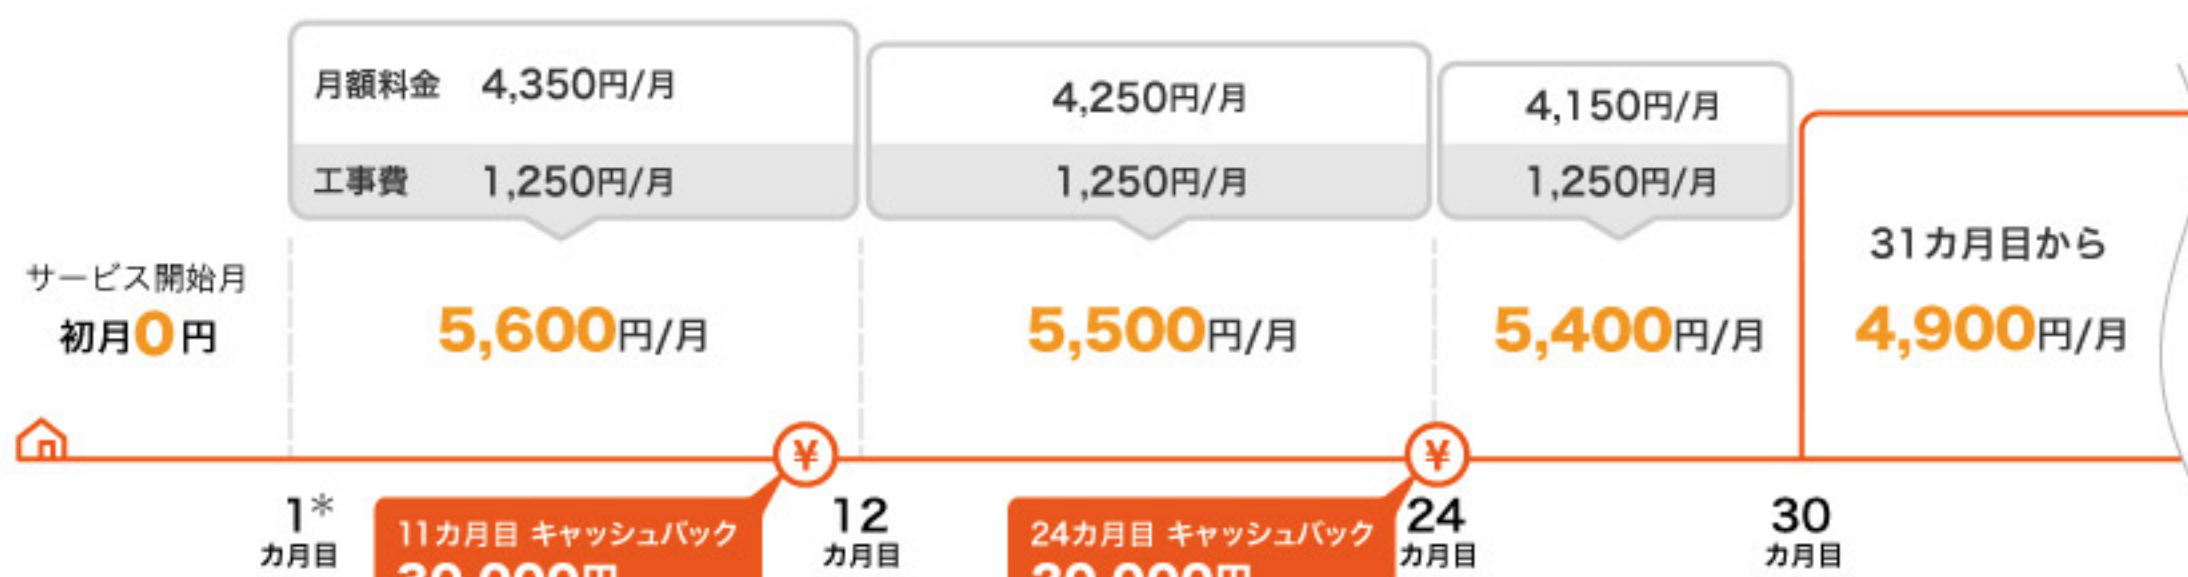 月額料金 4,350円/月
工事費 1,250円/月
4,250円/月
1,250円/月
4,150円/月
1,250円/月
サービス開始月
初月0円
5,600円/月
5,500円/月
5,400円/月
31カ月目から
4,900円/月
¥
¥
1*
カ月目
11カ月目 キャッシュバック
12
カ月目
24カ月目 キャッシュバック
24
カ月目
30
カ月目